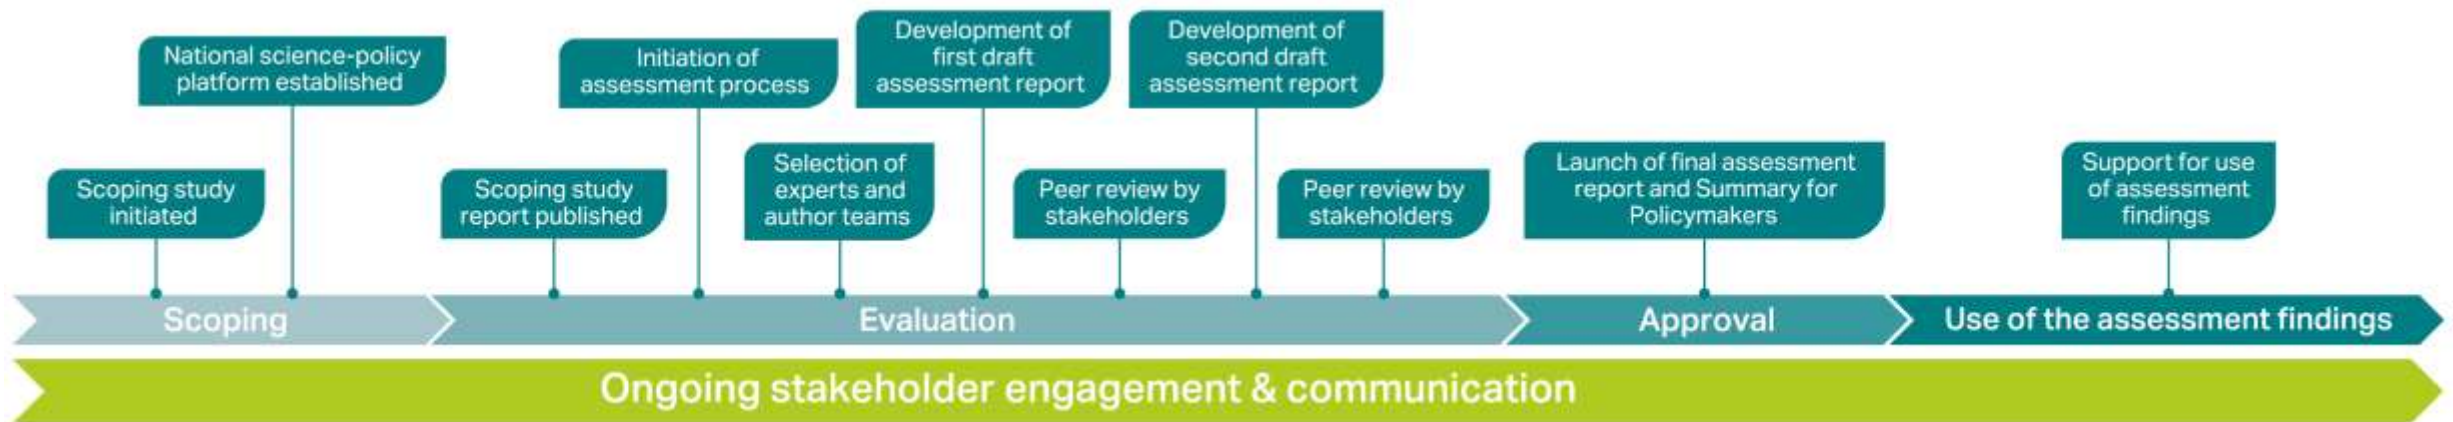 Scoping study
initiated
National science-policy
platform established
Scoping study
report published
Initiation of
assessment process
Selection of
experts and
author teams
Development of
first draft
assessment report
Peer review by
stakeholders
Development of
second draft
assessment report
Peer review by
stakeholders
Launch of final assessment
report and Summary for
Policymakers
Support for use
of assessment
findings
Scoping
Evaluation
Approval
Use of the assessment findings
Ongoing stakeholder engagement & communication